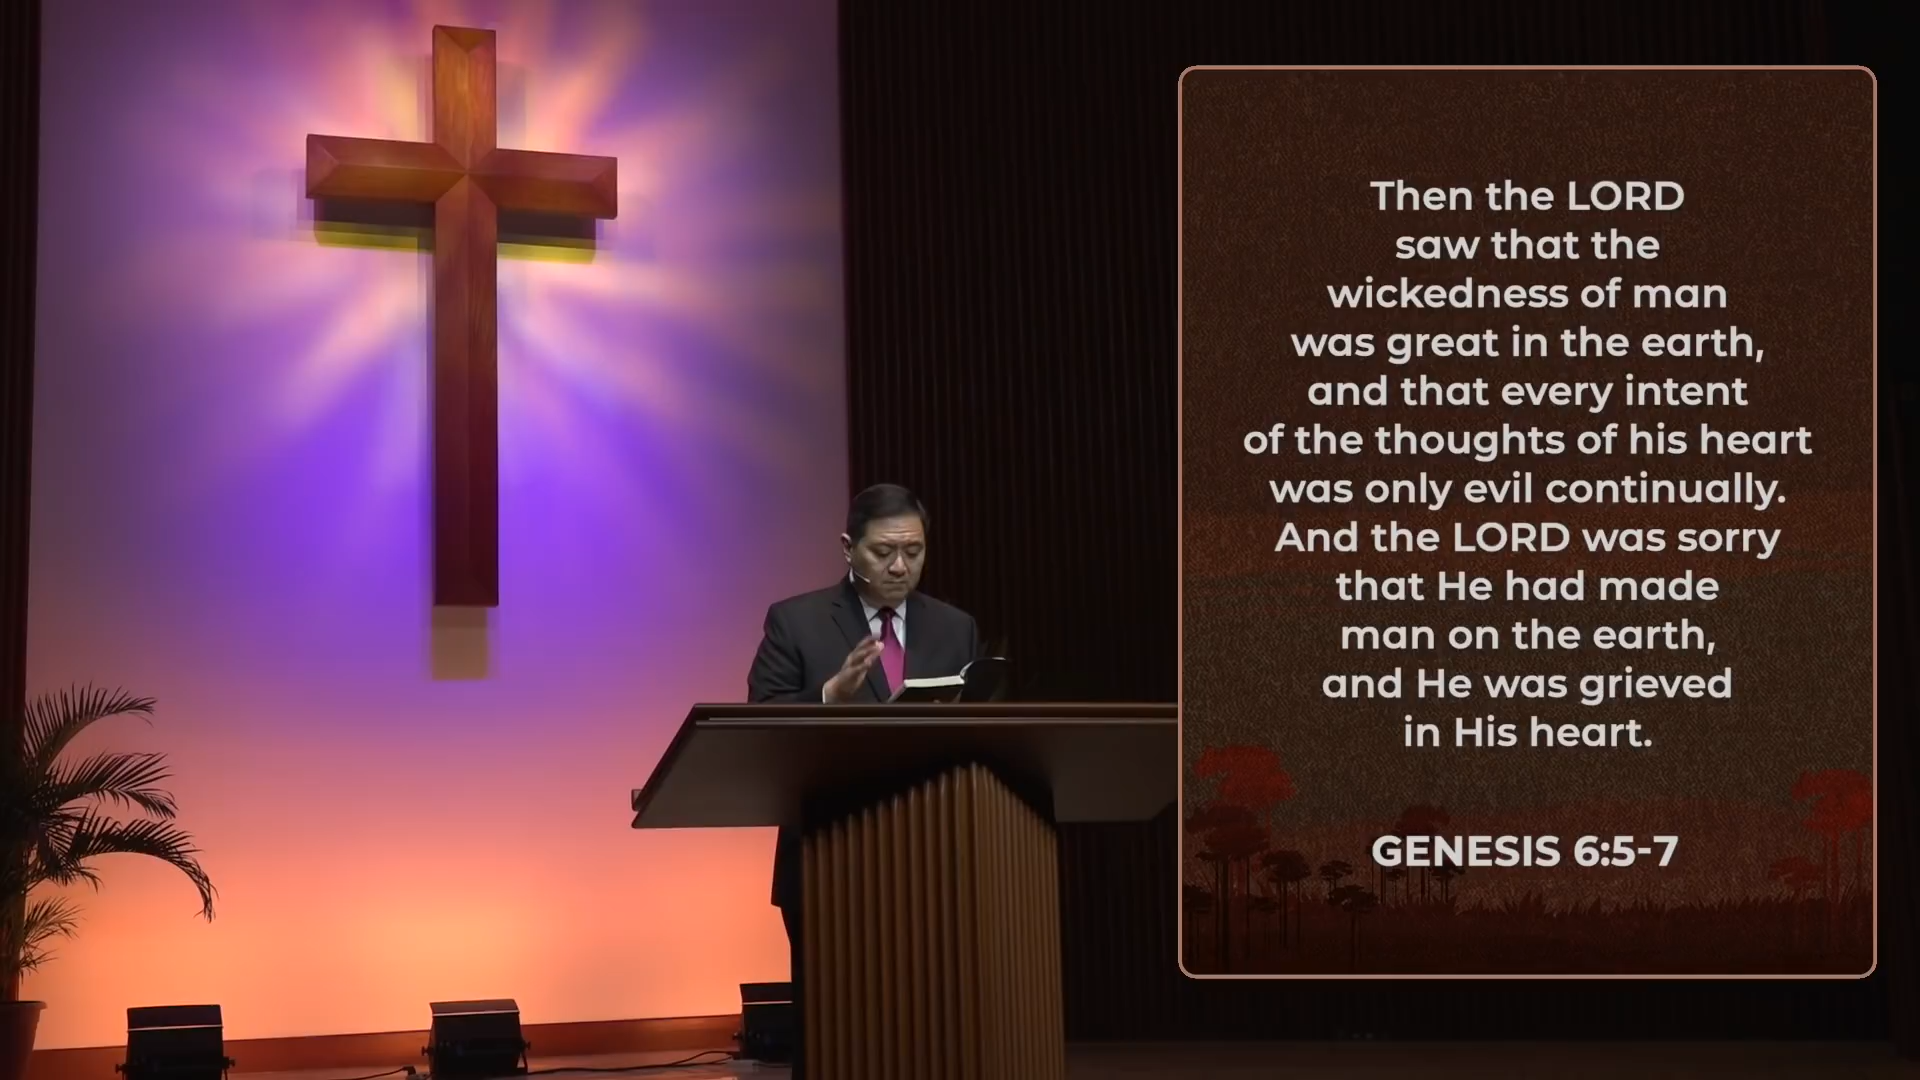 Then the LORD
saw that the
wickedness of man
was great in the earth,
and that every intent
of the thoughts of his heart
was only evil continually.
And the LORD was sorry
that He had made
man on the earth,
and He was grieved
in His heart.
GENESIS 6:5-7